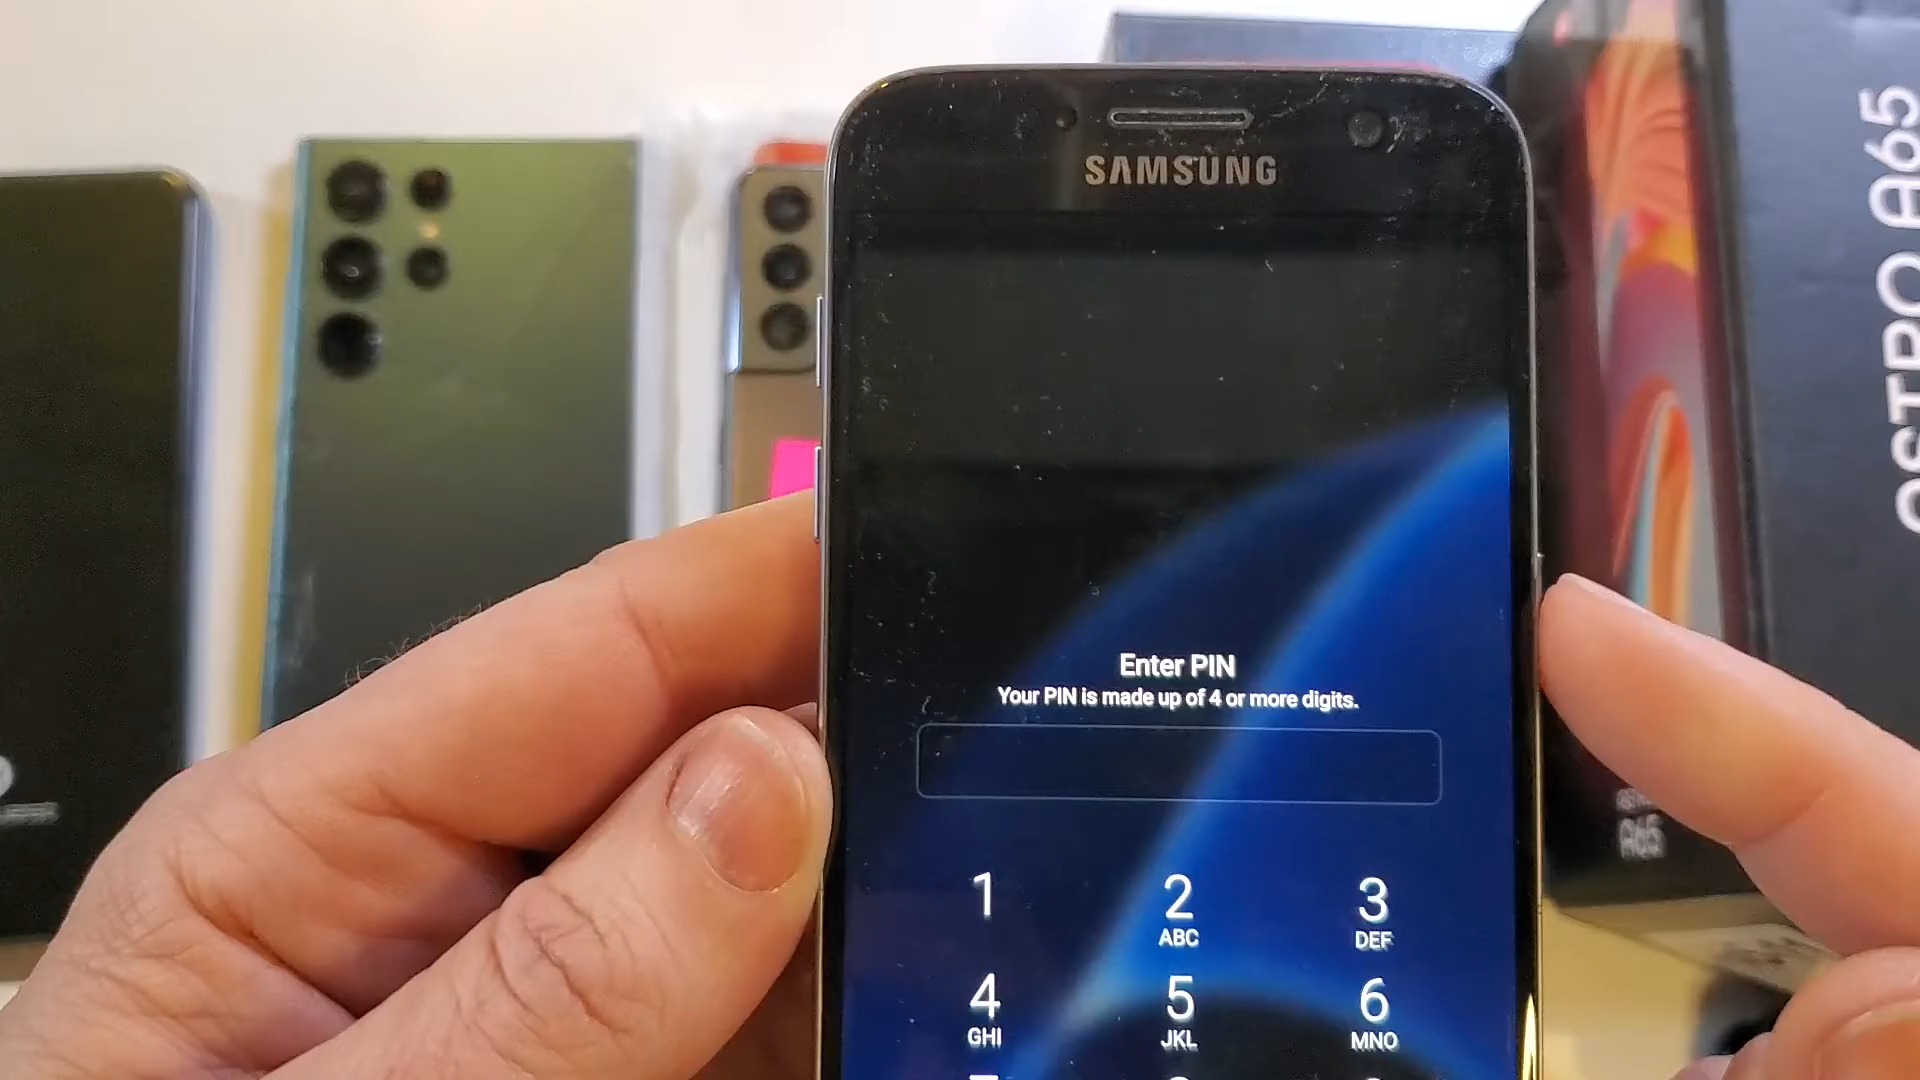 SAMSUNG
Enter PIN
Your PIN is made up of 4 or more digits.
1
2
3
ABC
DEF
4
5
6
GHI
JKL
MNO
A65